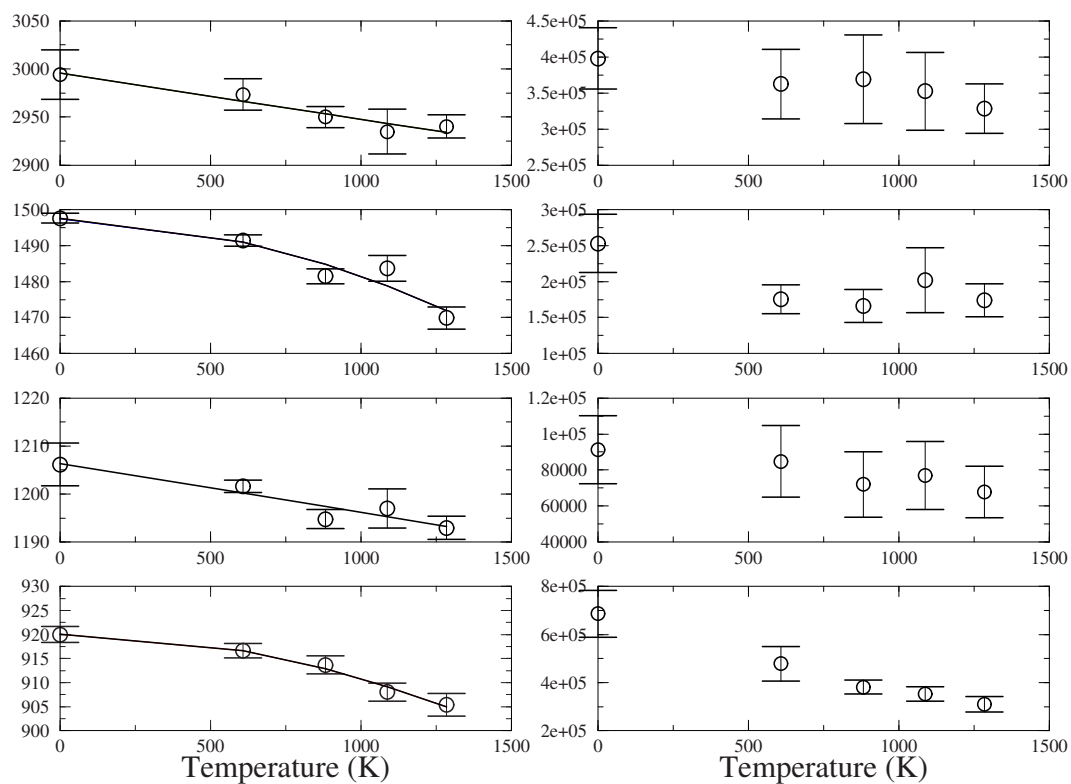 3050
3000
2950
2900
0 500 1000 1500
4.5e+05
4e+05
3.5e+05
3e+05
2.5e+05
0 500 1000 1500
1500
1490
1480
1470
1460
0 500 1000 1500
3e+05
2.5e+05
2e+05
1.5e+05
1e+05
0 500 1000 1500
1220
1210
1200
1190
0 500 1000 1500
1.2e+05
1e+05
80000
60000
40000
0 500 1000 1500
930
925
920
915
910
905
900
0 500 1000 1500
Temperature (K)
8e+05
6e+05
4e+05
2e+05
0 500 1000 1500
Temperature (K)